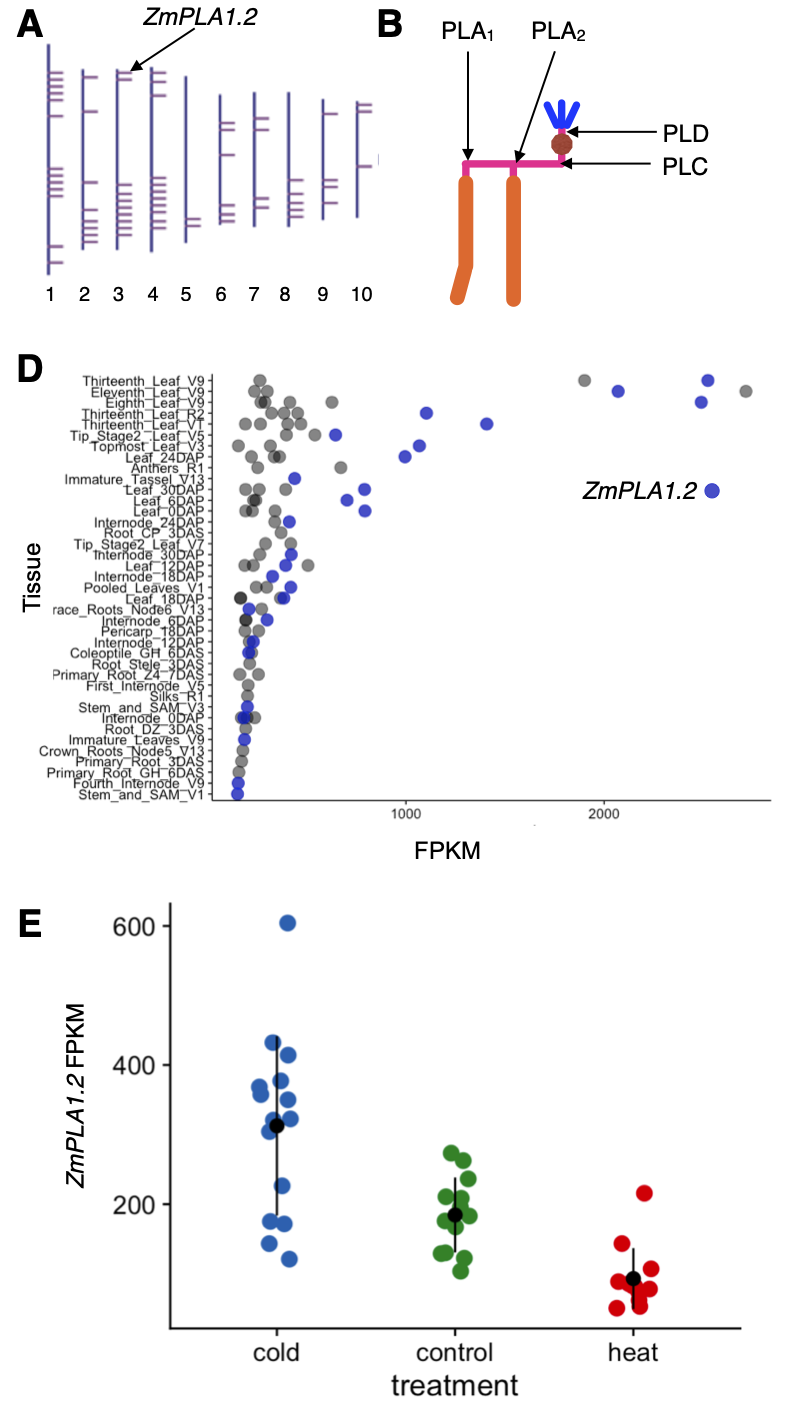 A
ZmPLA1.2
1 2 3 4 5 6 7 8 9 10
B
PLA₁ PLA₂
PLD
PLC
D
Tissue
Thirteenth_Leaf_V9
Eleventh_Leaf_V9
Eighth_Leaf_V9
Thirteenth_Leaf_R2
Thirteenth_Leaf_VT
Tip_Stage2_Leaf_V5
Topmost_Leaf_V3
Leaf_24DAP
Anthers_R1
Immature_Tassel_V13
Leaf_30DAP
Leaf_6DAP
Leaf_0DAP
Internode_24DAP
Root_CP_3DAS
Tip_Stage2_Leaf_V7
Internode_30DAP
Leaf_12DAP
Internode_18DAP
Pooled_Leaves_V1
Leaf_18DAP
race_Roots_Node6_V13
Internode_6DAP
Pericarp_18DAP
Internode_12DAP
Coleoptile_GH_6DAS
Root_Stele_3DAS
Primary_Root_Z4_7DAS
First_Internode_V5
Silks_R1
Stem_and_SAM_V3
Internode_0DAP
Root_DZ_3DAS
Immature_Leaves_V9
Crown_Roots_Node5_V13
Primary_Root_3DAS
Primary_Root_GH_6DAS
Fourth_Internode_V9
Stem_and_SAM_V1
ZmPLA1.2
1000 2000
FPKM
E
ZmPLA1.2 FPKM
600
400
200
cold control heat
treatment